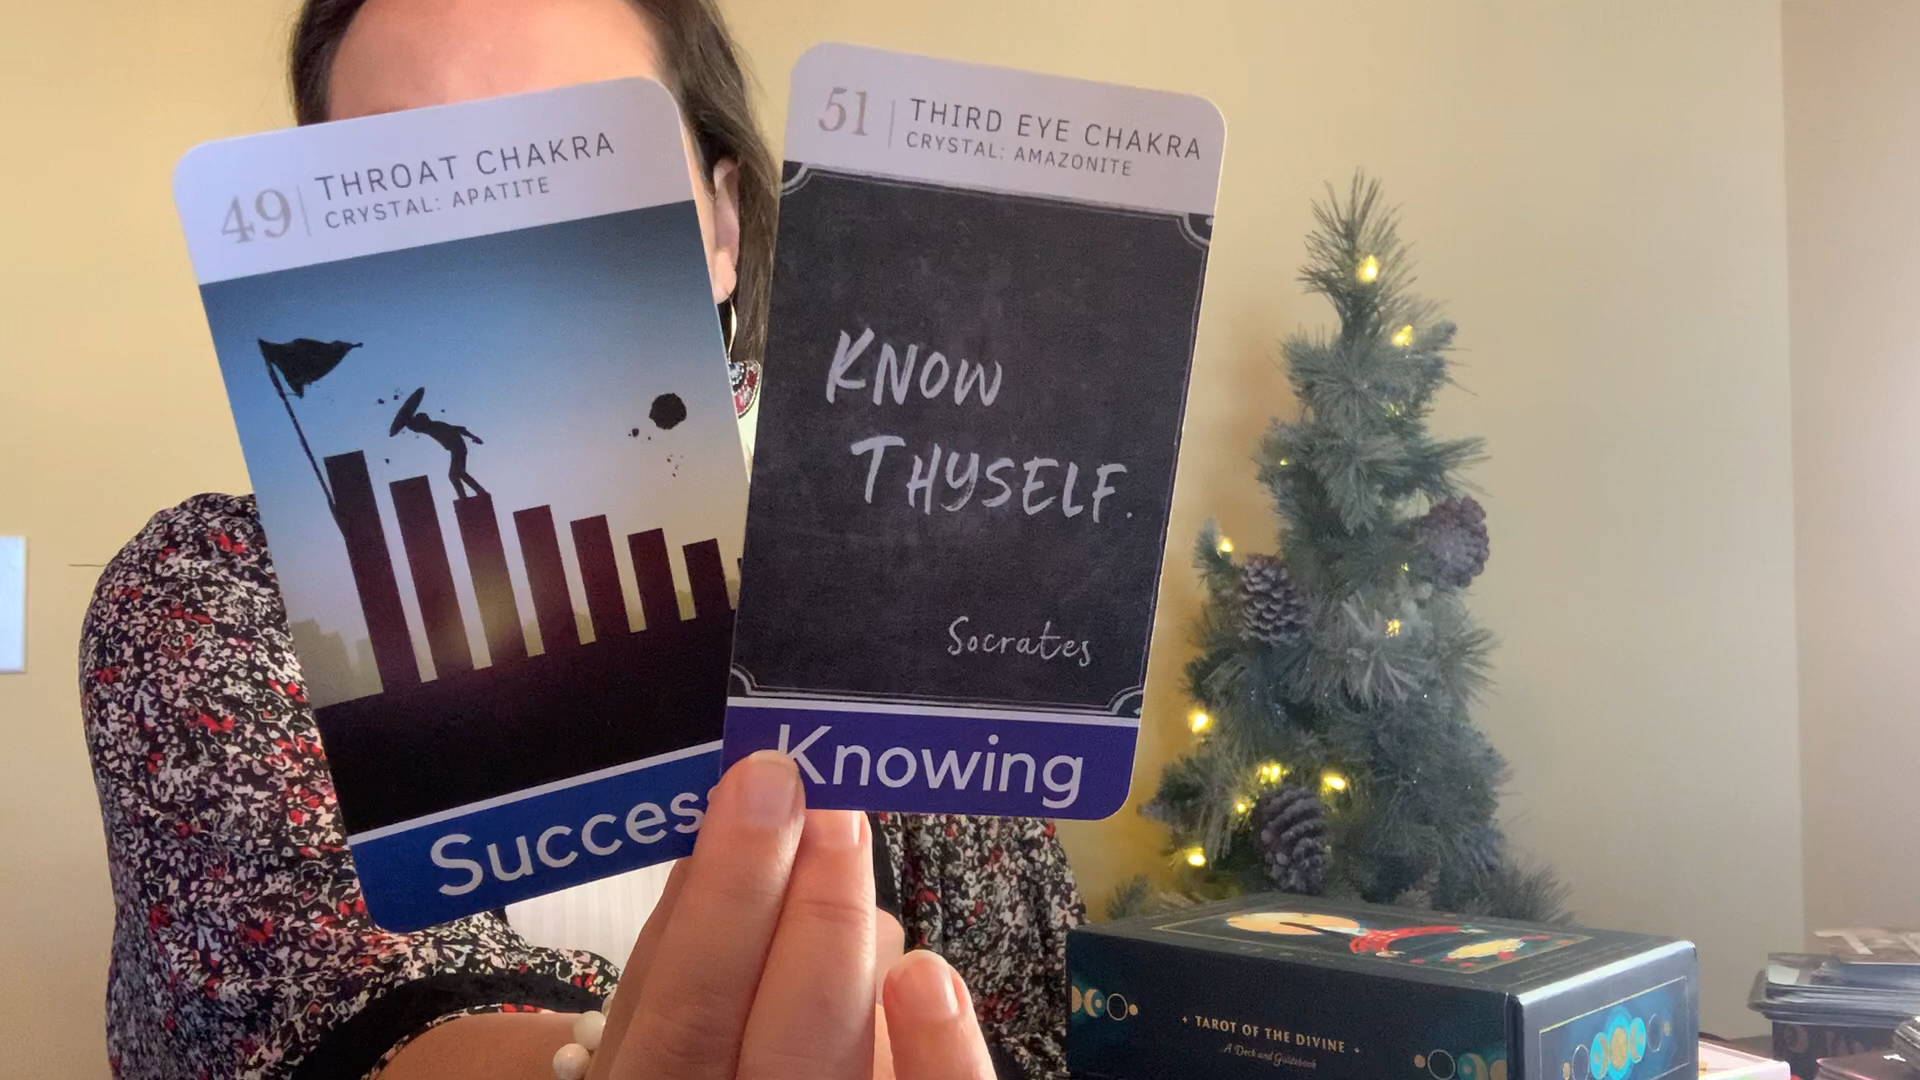 49
THROAT CHAKRA
CRYSTAL: APATITE
Succes
51
THIRD EYE CHAKRA
CRYSTAL: AMAZONITE
KNOW
THYSELF.
Socrates
Knowing
TAROT OF THE DIVINE
A Deck and Guidebook